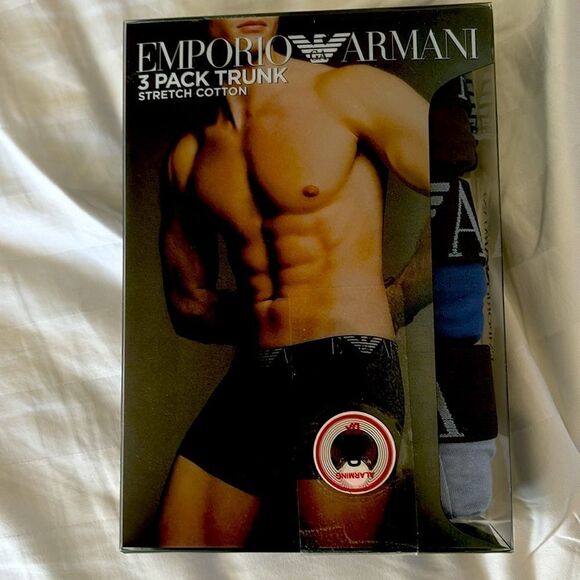 EMPORIO ARMANI
3 PACK TRUNK
STRETCH COTTON
A
A
ALARMING